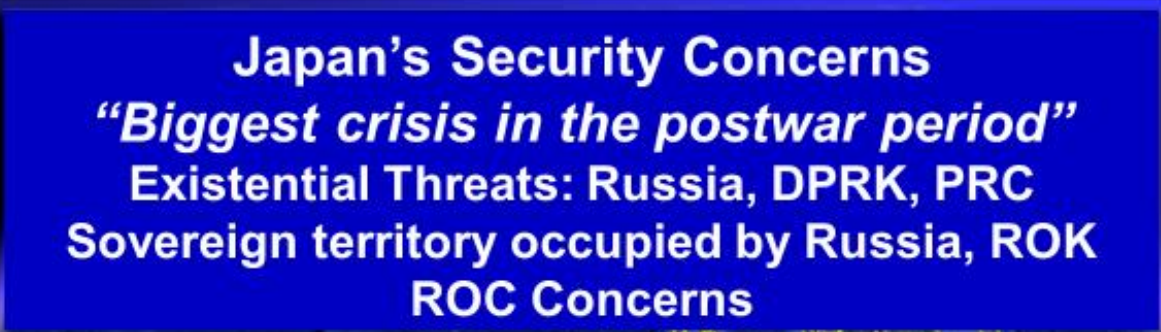 Japan’s Security Concerns
“Biggest crisis in the postwar period”
Existential Threats: Russia, DPRK, PRC
Sovereign territory occupied by Russia, ROK
ROC Concerns